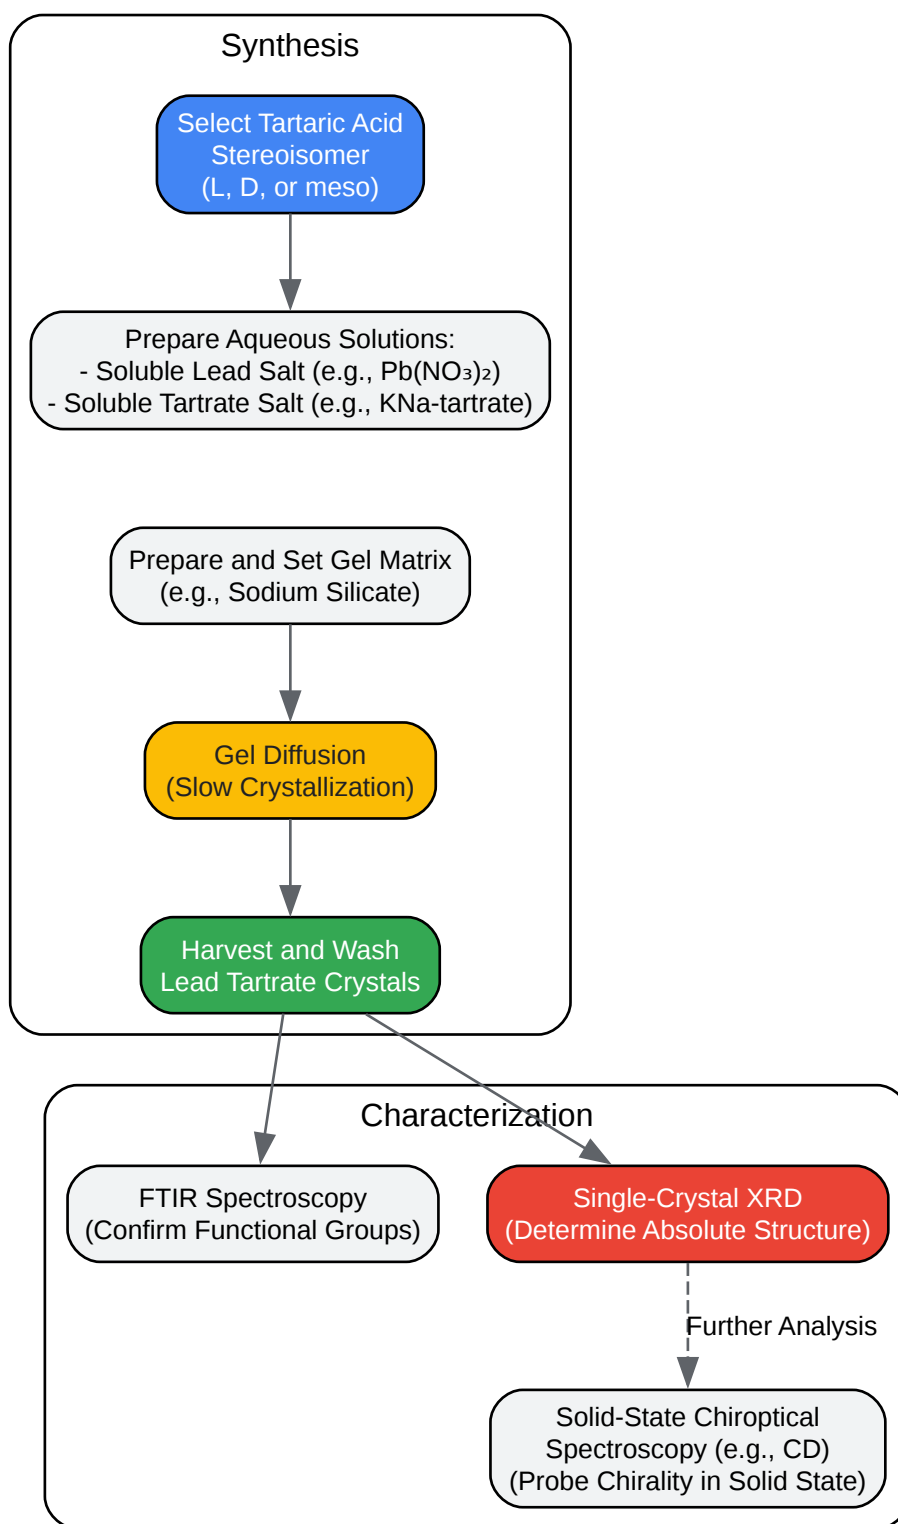 Synthesis
Select Tartaric Acid
Stereoisomer
(L, D, or meso)
Prepare Aqueous Solutions:
- Soluble Lead Salt (e.g., Pb(NO₃)₂)
- Soluble Tartrate Salt (e.g., KNa-tartrate)
Prepare and Set Gel Matrix
(e.g., Sodium Silicate)
Gel Diffusion
(Slow Crystallization)
Harvest and Wash
Lead Tartrate Crystals
Characterization
FTIR Spectroscopy
(Confirm Functional Groups)
Single-Crystal XRD
(Determine Absolute Structure)
Further Analysis
Solid-State Chiroptical
Spectroscopy (e.g., CD)
(Probe Chirality in Solid State)